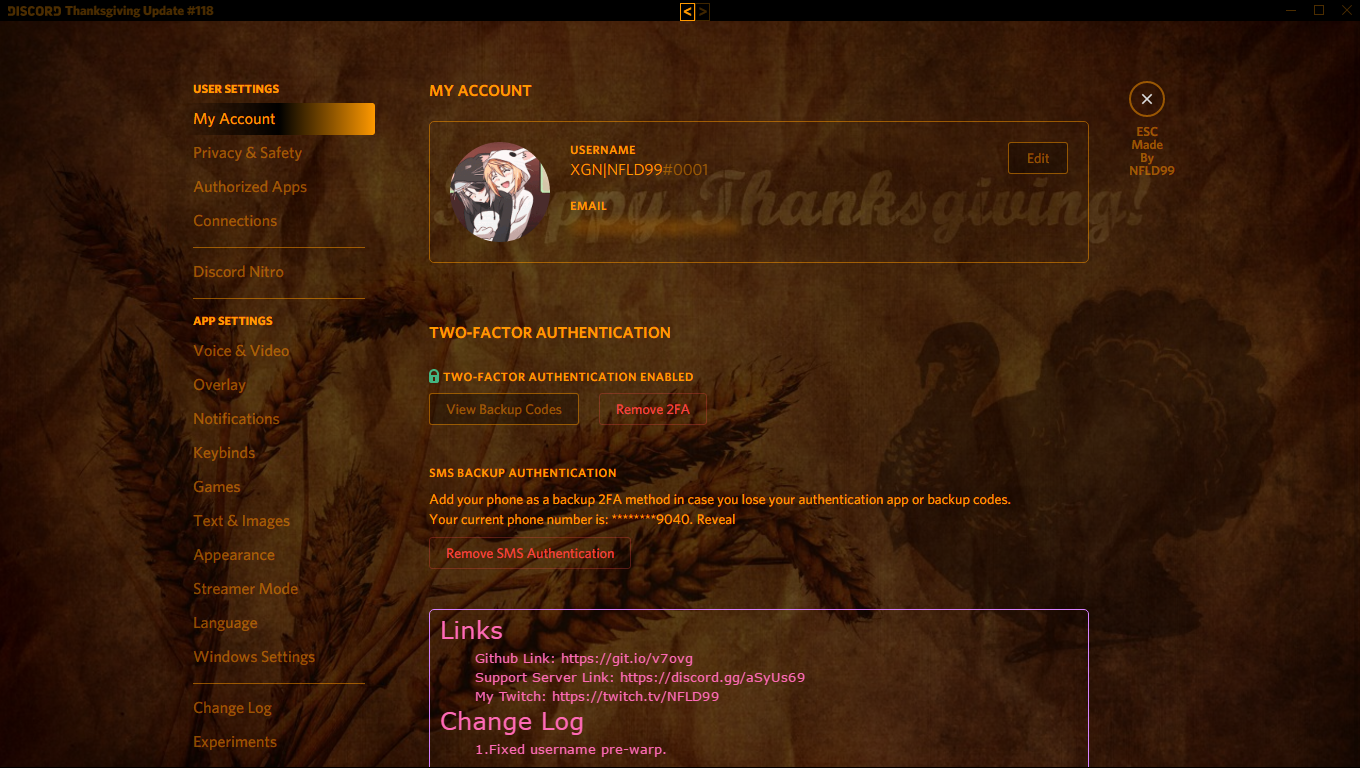 DISCORD Thanksgiving Update #118
< >
USER SETTINGS
My Account
Privacy & Safety
Authorized Apps
Connections
Discord Nitro
APP SETTINGS
Voice & Video
Overlay
Notifications
Keybinds
Games
Text & Images
Appearance
Streamer Mode
Language
Windows Settings
Change Log
Experiments
MY ACCOUNT
USERNAME
XGN|NFLD99#0001
Edit
EMAIL
Happy Thanksgiving!
TWO-FACTOR AUTHENTICATION
TWO-FACTOR AUTHENTICATION ENABLED
View Backup Codes
Remove 2FA
SMS BACKUP AUTHENTICATION
Add your phone as a backup 2FA method in case you lose your authentication app or backup codes.
Your current phone number is: ********9040. Reveal
Remove SMS Authentication
Links
Github Link: https://git.io/v7ovg
Support Server Link: https://discord.gg/aSyUs69
My Twitch: https://twitch.tv/NFLD99
Change Log
1.Fixed username pre-warp.
ESC
Made
By
NFLD99